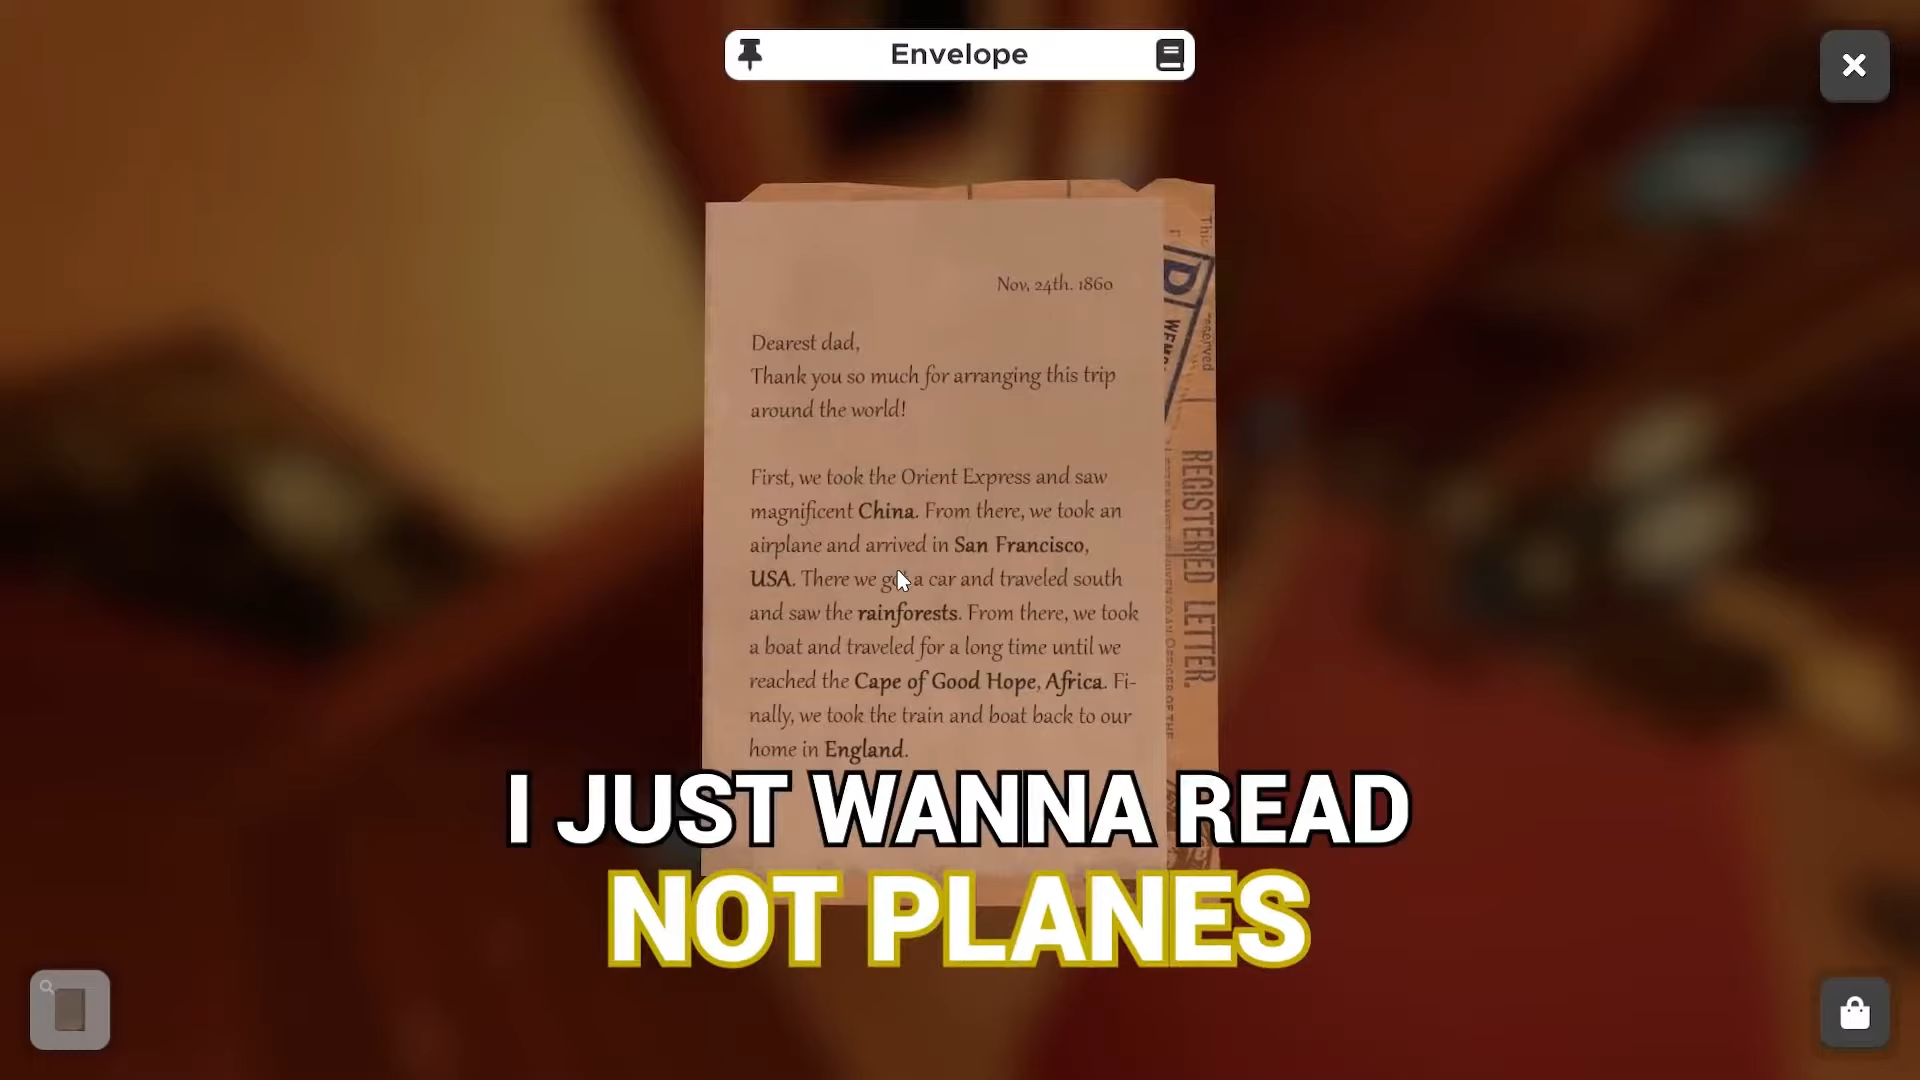 Envelope
Nov, 24th. 1860
Dearest dad,
Thank you so much for arranging this trip
around the world!
First, we took the Orient Express and saw
magnificent China. From there, we took an
airplane and arrived in San Francisco,
USA. There we got a car and traveled south
and saw the rainforests. From there, we took
a boat and traveled for a long time until we
reached the Cape of Good Hope, Africa. Fi-
nally, we took the train and boat back to our
home in England.
REGISTERED LETTER.
I JUST WANNA READ
NOT PLANES